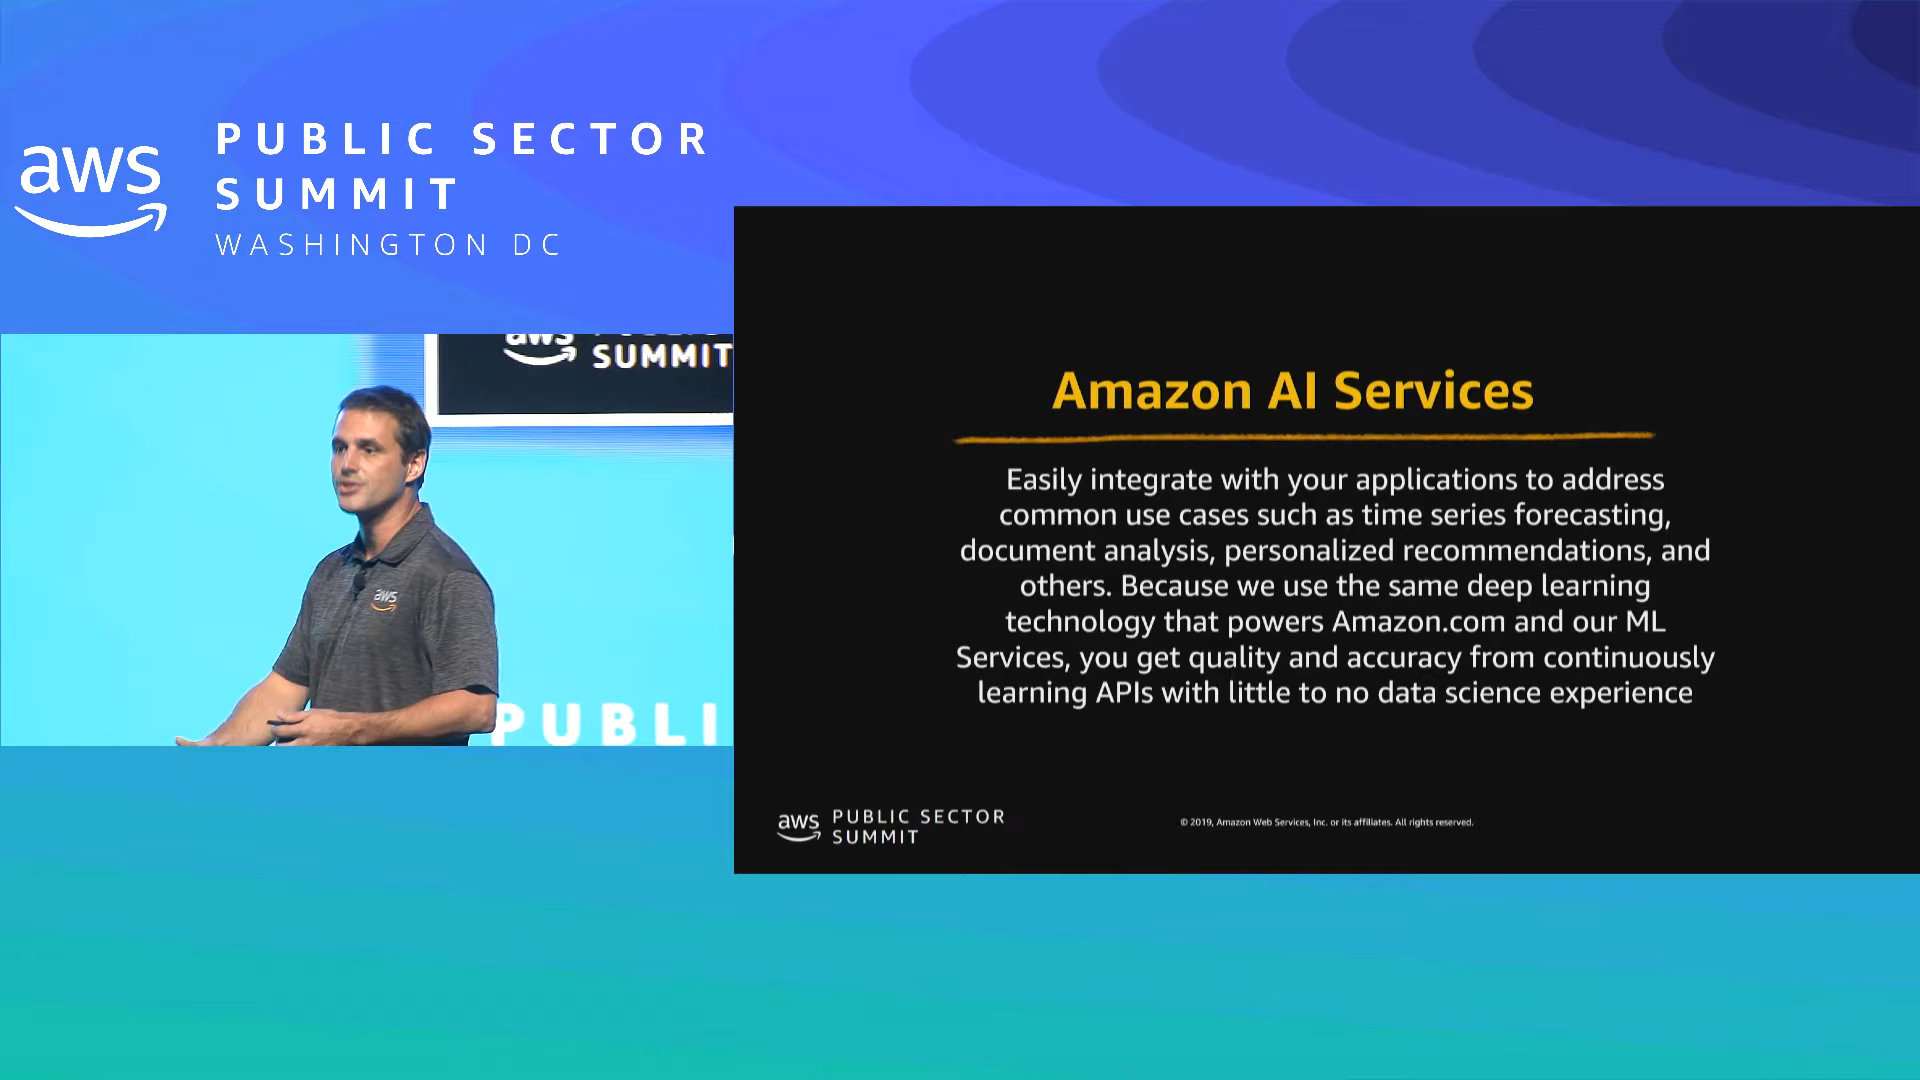 aws
PUBLIC SECTOR
SUMMIT
WASHINGTON DC
aws
SUMMIT
aws
PUBLI
Amazon AI Services
Easily integrate with your applications to address
common use cases such as time series forecasting,
document analysis, personalized recommendations, and
others. Because we use the same deep learning
technology that powers Amazon.com and our ML
Services, you get quality and accuracy from continuously
learning APIs with little to no data science experience
aws
PUBLIC SECTOR
SUMMIT
© 2019, Amazon Web Services, Inc. or its affiliates. All rights reserved.